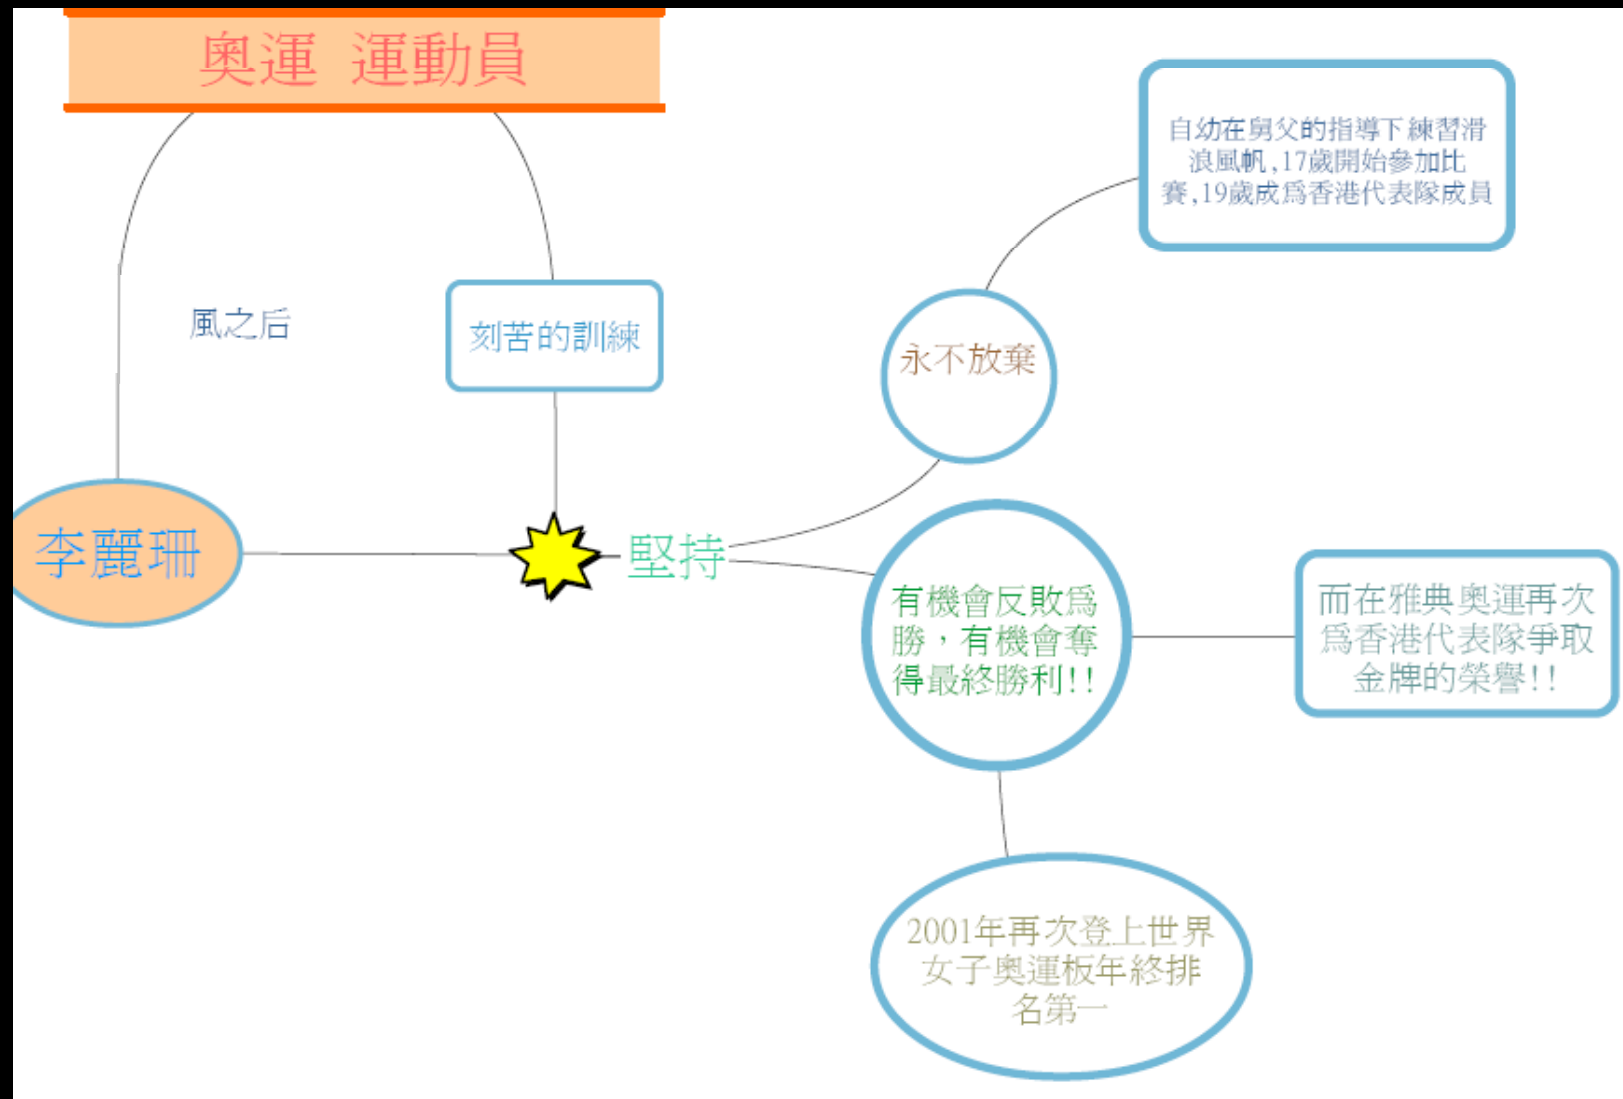 奧運 運動員
自幼在舅父的指導下練習滑
浪風帆,17歲開始參加比
賽,19歲成爲香港代表隊成員
風之后
刻苦的訓練
永不放棄
李麗珊
堅持
有機會反敗爲
勝，有機會奪
得最終勝利!!
而在雅典奧運再次
爲香港代表隊爭取
金牌的榮譽!!
2001年再次登上世界
女子奧運板年終排
名第一